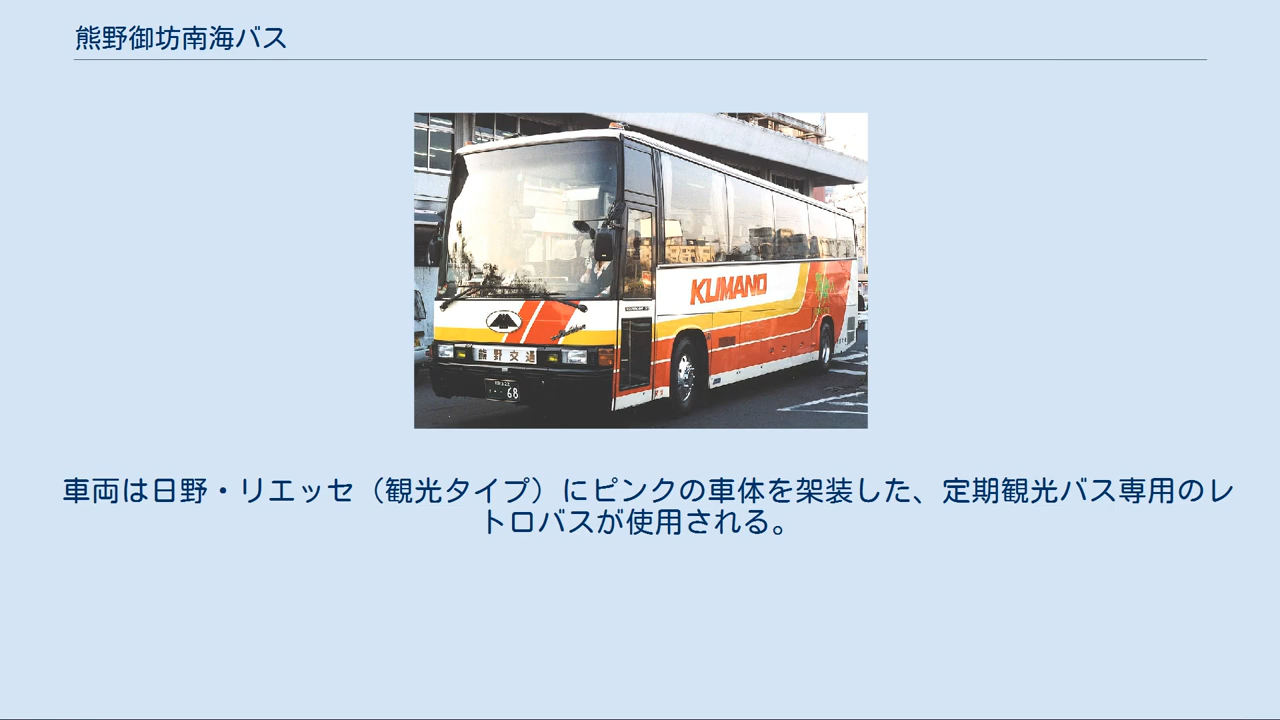 熊野御坊南海バス
KUMANO
熊野交通
68
車両は日野・リエッセ（観光タイプ）にピンクの車体を架装した、定期観光バス専用のレ
トロバスが使用される。